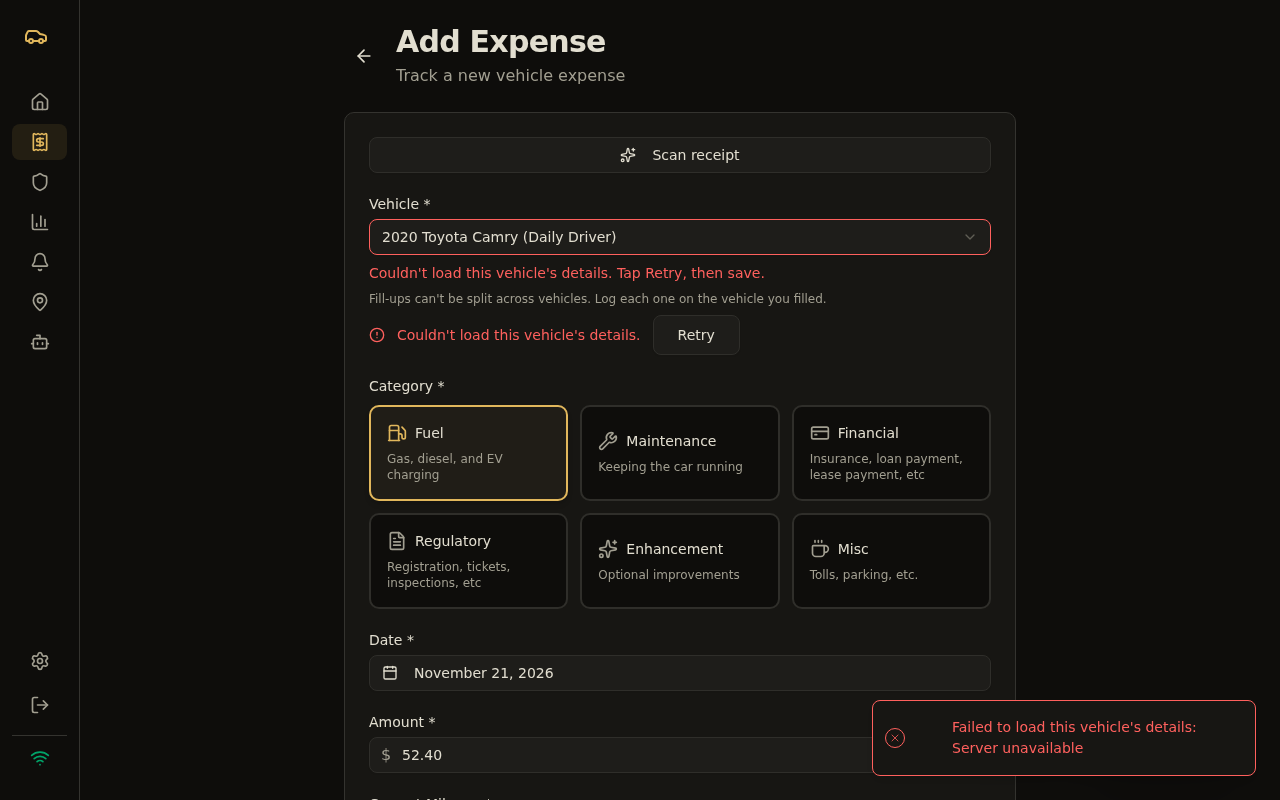 Add Expense
Track a new vehicle expense
Scan receipt
Vehicle *
2020 Toyota Camry (Daily Driver)
Couldn't load this vehicle's details. Tap Retry, then save.
Fill-ups can't be split across vehicles. Log each one on the vehicle you filled.
Couldn't load this vehicle's details.
Retry
Category *
Fuel
Gas, diesel, and EV
charging
Maintenance
Keeping the car running
Financial
Insurance, loan payment,
lease payment, etc
Regulatory
Registration, tickets,
inspections, etc
Enhancement
Optional improvements
Misc
Tolls, parking, etc.
Date *
November 21, 2026
Amount *
$ 52.40
Failed to load this vehicle's details:
Server unavailable